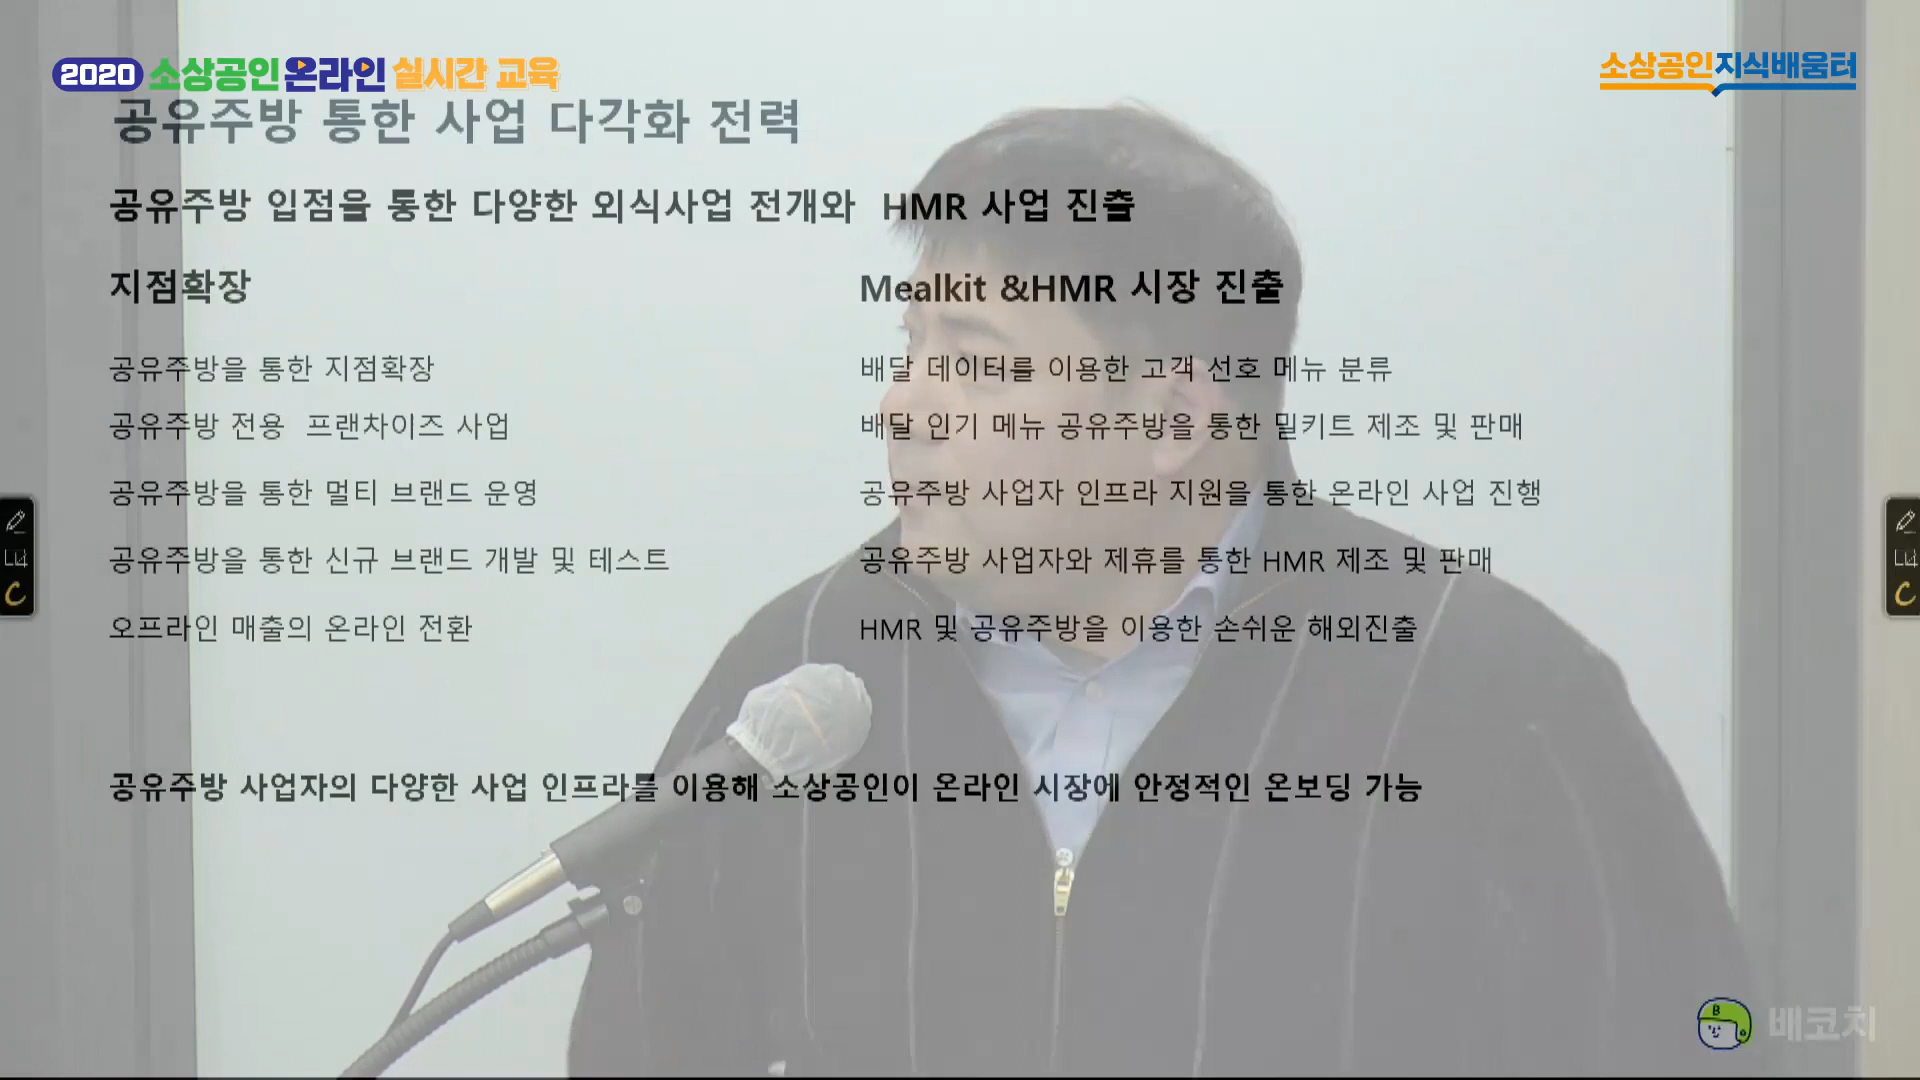 2020 소상공인 온라인 실시간 교육
소상공인지식배움터
공유주방 통한 사업 다각화 전력
공유주방 입점을 통한 다양한 외식사업 전개와 HMR 사업 진츨
지점확장
공유주방을 통한 지점확장
공유주방 전용 프랜차이즈 사업
공유주방을 통한 멀티 브랜드 운영
공유주방을 통한 신규 브랜드 개발 및 테스트
오프라인 매출의 온라인 전환
Mealkit &HMR 시장 진출
배달 데이터를 이용한 고객 선호 메뉴 분류
배달 인기 메뉴 공유주방을 통한 밀키트 제조 및 판매
공유주방 사업자 인프라 지원을 통한 온라인 사업 진행
공유주방 사업자와 제휴를 통한 HMR 제조 및 판매
HMR 및 공유주방을 이용한 손쉬운 해외진출
공유주방 사업자의 다양한 사업 인프라를 이용해 소상공인이 온라인 시장에 안정적인 온보딩 가능
B
배코치